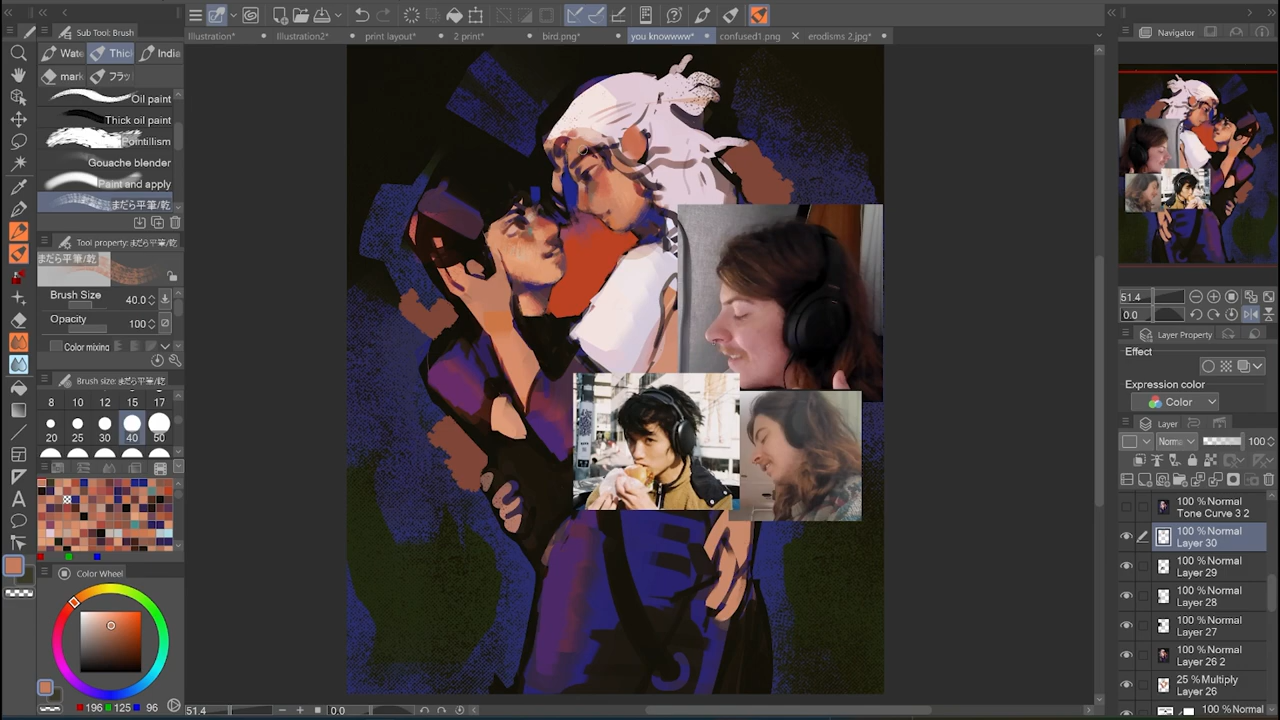 Sub Tool: Brush
Illustration*
Illustration2*
print layout*
2 print*
bird.png*
you knowww*
confused1.png
erodisms 2.jpg*
Navigator
Wate
Thic
India
mark
フラッ
Oil paint
Thick oil paint
Pointillism
Gouache blender
Paint and apply
まだら平筆/乾
Tool property: まだら平筆/乾
まだら平筆/乾
Brush Size 40.0
Opacity 100
Color mixing
Brush size: まだら平筆/乾
8 10 12 15 17
20 25 30 40 50
Color Wheel
196 125 96
51.4
0.0
51.4
0.0
Layer Property
Effect
Expression color
Color
Layer
Norma 100
100 % Normal
Tone Curve 3 2
100 % Normal
Layer 30
100 % Normal
Layer 29
100 % Normal
Layer 28
100 % Normal
Layer 27
100 % Normal
Layer 26 2
25 % Multiply
Layer 26
100 % Normal